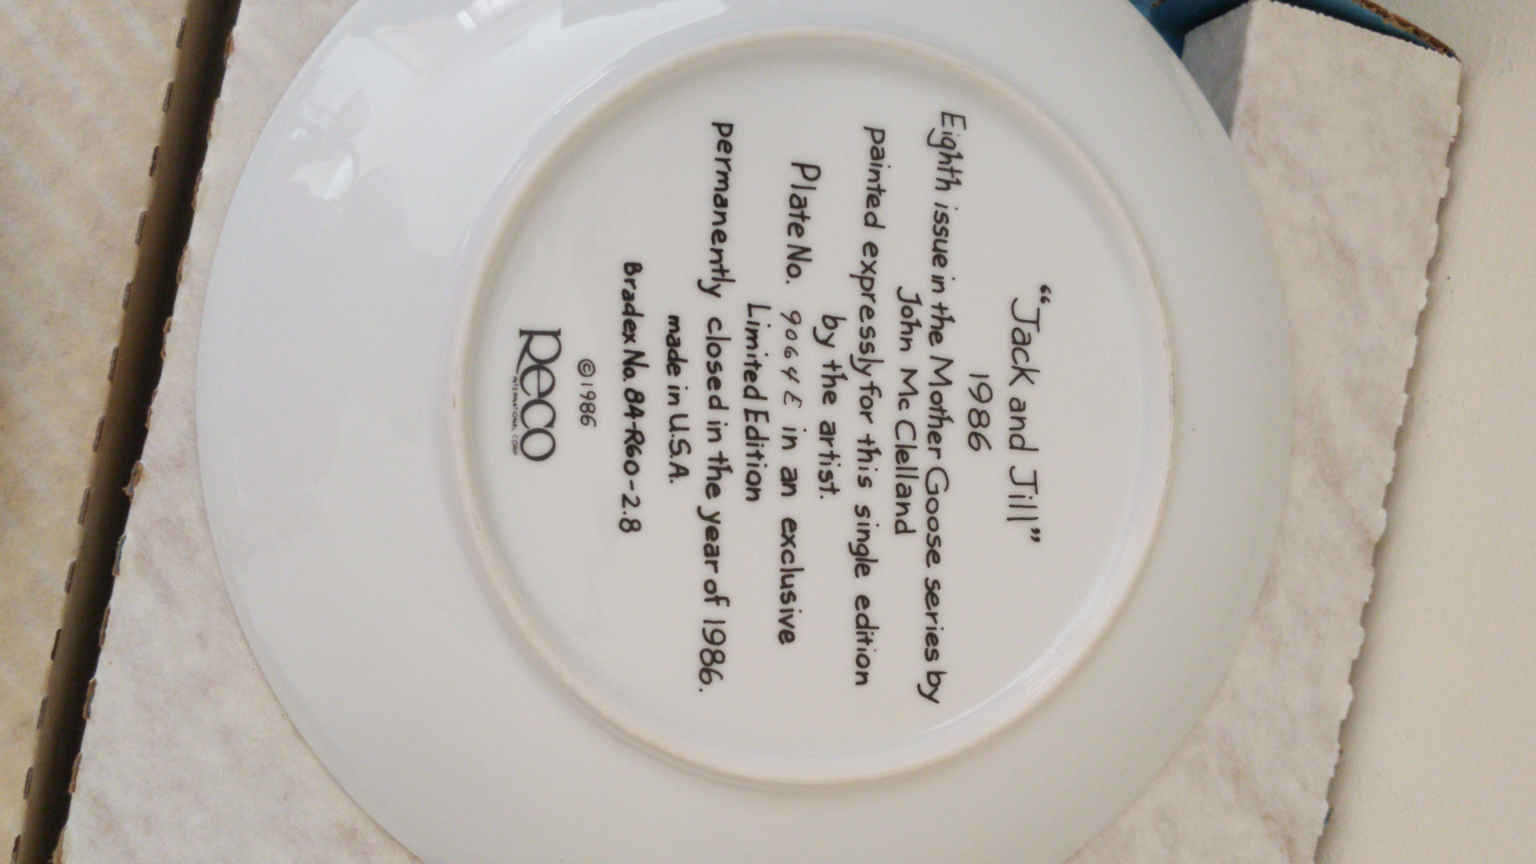 “Jack and Jill”
1986
Eighth issue in the Mother Goose series by
John McClelland
painted expressly for this single edition
by the artist.
Plate No. 9064E in an exclusive
Limited Edition
permanently closed in the year of 1986.
made in U.S.A.
Bradex No. 84-R60-2.8
©1986
Reco
INTERNATIONAL CORP.